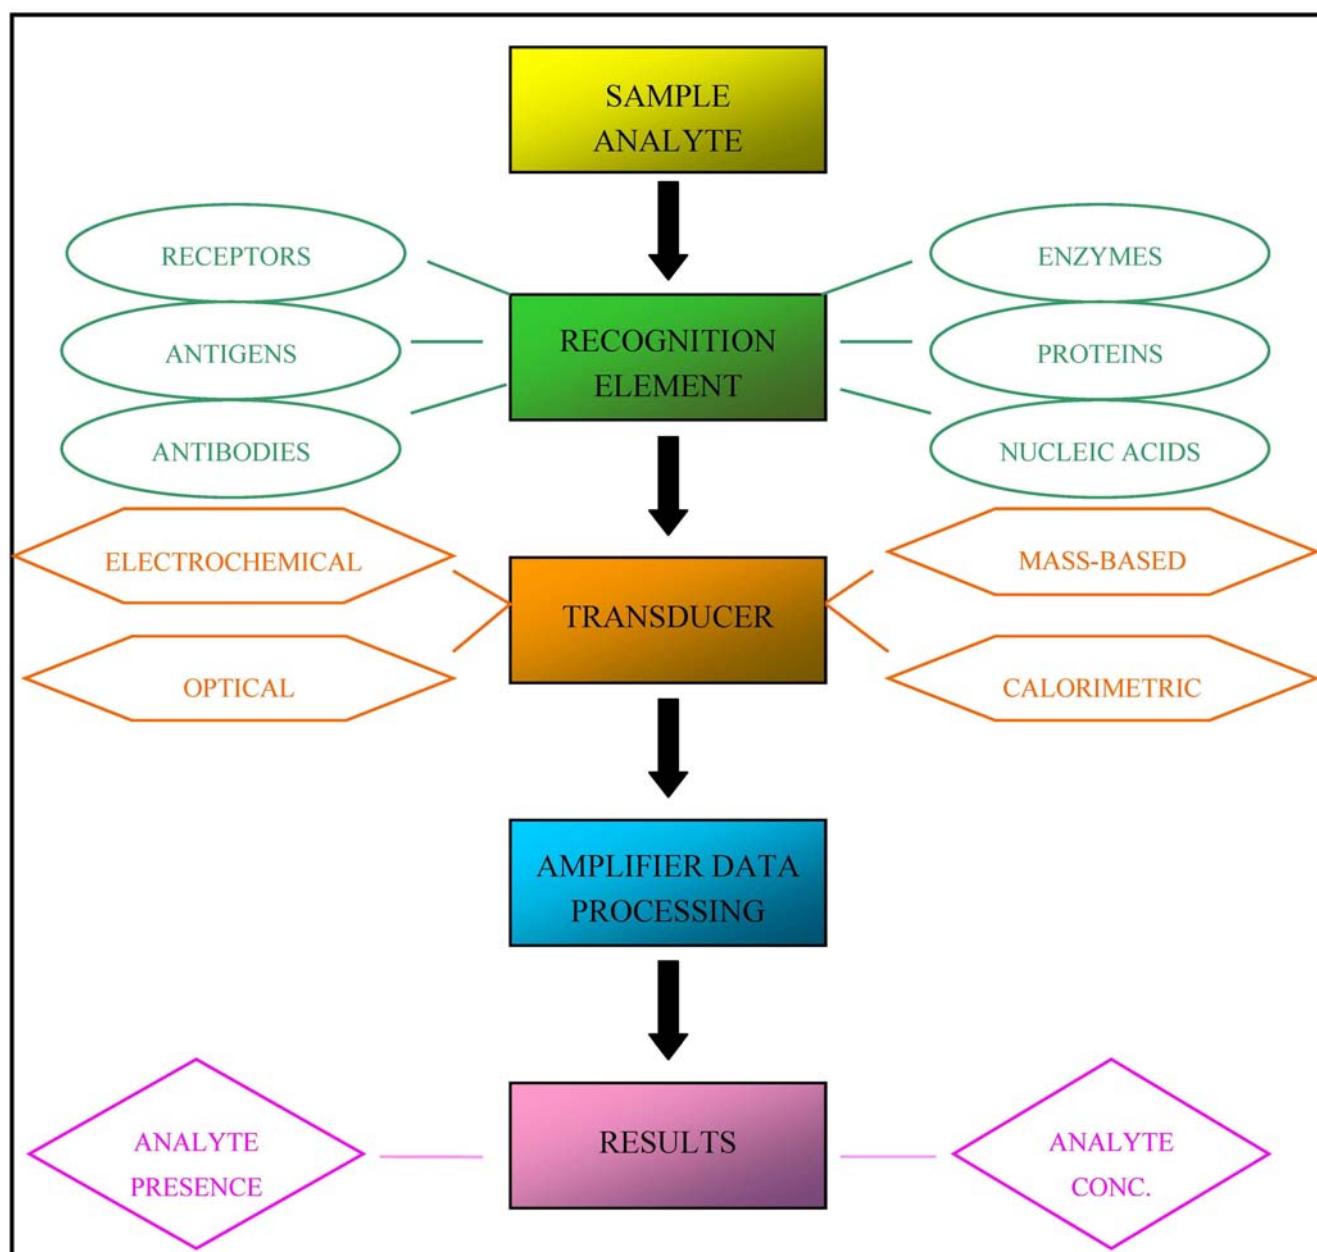 SAMPLE
ANALYTE
RECEPTORS
ENZYMES
ANTIGENS
RECOGNITION
ELEMENT
PROTEINS
ANTIBODIES
NUCLEIC ACIDS
ELECTROCHEMICAL
MASS-BASED
TRANSDUCER
OPTICAL
CALORIMETRIC
AMPLIFIER DATA
PROCESSING
ANALYTE
PRESENCE
RESULTS
ANALYTE
CONC.